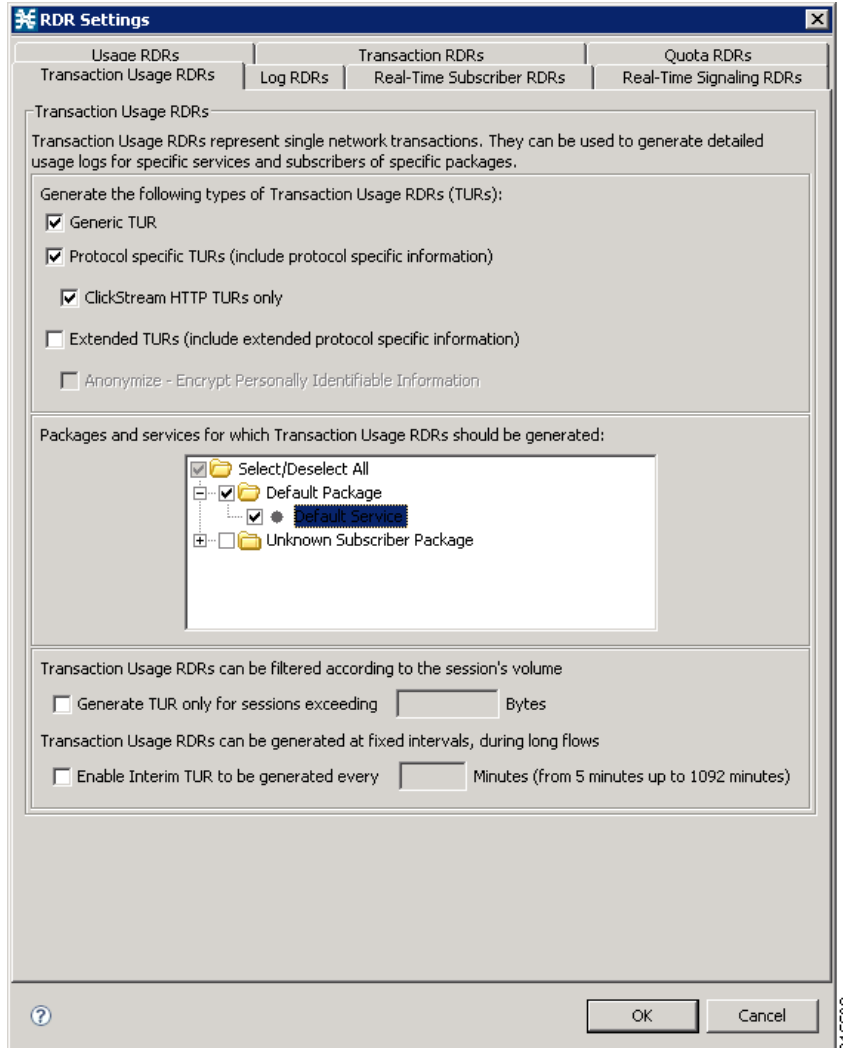 RDR Settings
Usage RDRs
Transaction RDRs
Quota RDRs
Transaction Usage RDRs
Log RDRs
Real-Time Subscriber RDRs
Real-Time Signaling RDRs
Transaction Usage RDRs
Transaction Usage RDRs represent single network transactions. They can be used to generate detailed
usage logs for specific services and subscribers of specific packages.
Generate the following types of Transaction Usage RDRs (TURs):
Generic TUR
Protocol specific TURs (include protocol specific information)
ClickStream HTTP TURs only
Extended TURs (include extended protocol specific information)
Anonymize - Encrypt Personally Identifiable Information
Packages and services for which Transaction Usage RDRs should be generated:
Select/Deselect All
Default Package
Default Service
Unknown Subscriber Package
Transaction Usage RDRs can be filtered according to the session's volume
Generate TUR only for sessions exceeding Bytes
Transaction Usage RDRs can be generated at fixed intervals, during long flows
Enable Interim TUR to be generated every Minutes (from 5 minutes up to 1092 minutes)
OK
Cancel